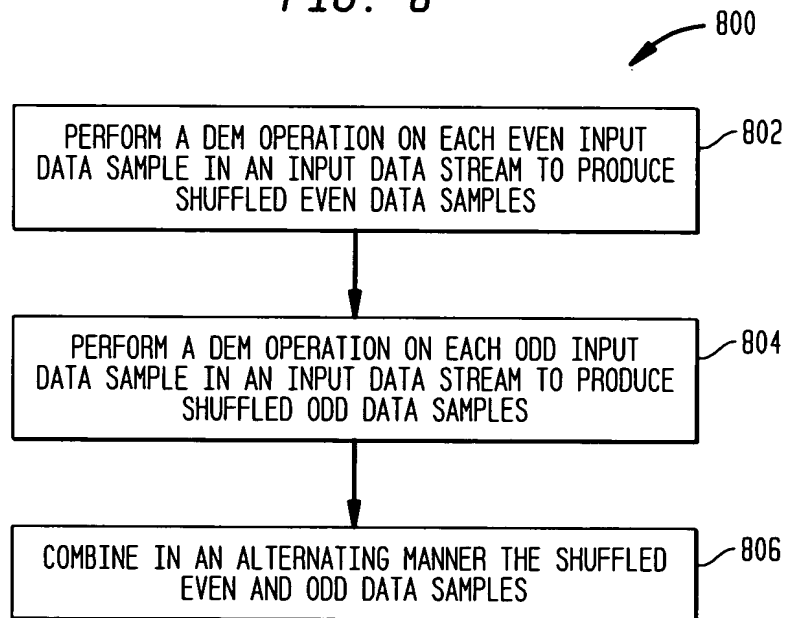 FIG. 8
800
PERFORM A DEM OPERATION ON EACH EVEN INPUT
DATA SAMPLE IN AN INPUT DATA STREAM TO PRODUCE
SHUFFLED EVEN DATA SAMPLES
802
PERFORM A DEM OPERATION ON EACH ODD INPUT
DATA SAMPLE IN AN INPUT DATA STREAM TO PRODUCE
SHUFFLED ODD DATA SAMPLES
804
COMBINE IN AN ALTERNATING MANNER THE SHUFFLED
EVEN AND ODD DATA SAMPLES
806